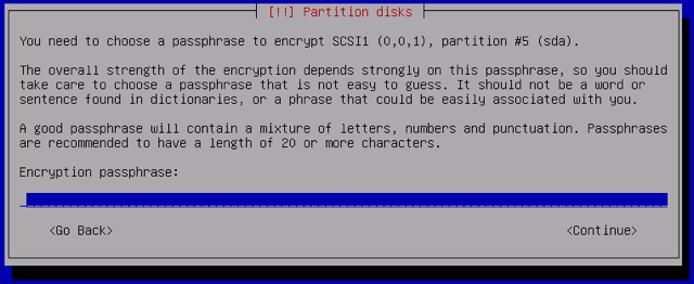 [!!] Partition disks
You need to choose a passphrase to encrypt SCSI1 (0,0,1), partition #5 (sda).
The overall strength of the encryption depends strongly on this passphrase, so you should
take care to choose a passphrase that is not easy to guess. It should not be a word or
sentence found in dictionaries, or a phrase that could be easily associated with you.
A good passphrase will contain a mixture of letters, numbers and punctuation. Passphrases
are recommended to have a length of 20 or more characters.
Encryption passphrase:
<Go Back> <Continue>